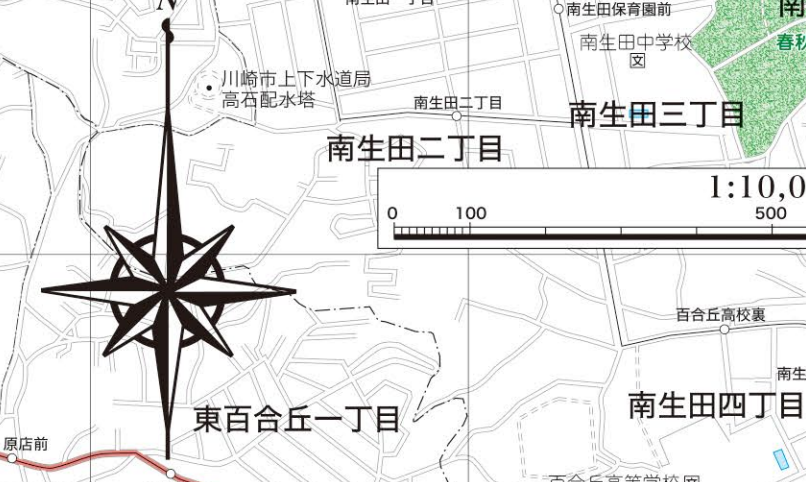 N
南生田保育園前
南生田中学校
川崎市上下水道局
高石配水塔
南生田二丁目
南生田三丁目
南生田二丁目
1:10,0
0 100 500
百合丘高校裏
南生田四丁目
東百合丘一丁目
原店前